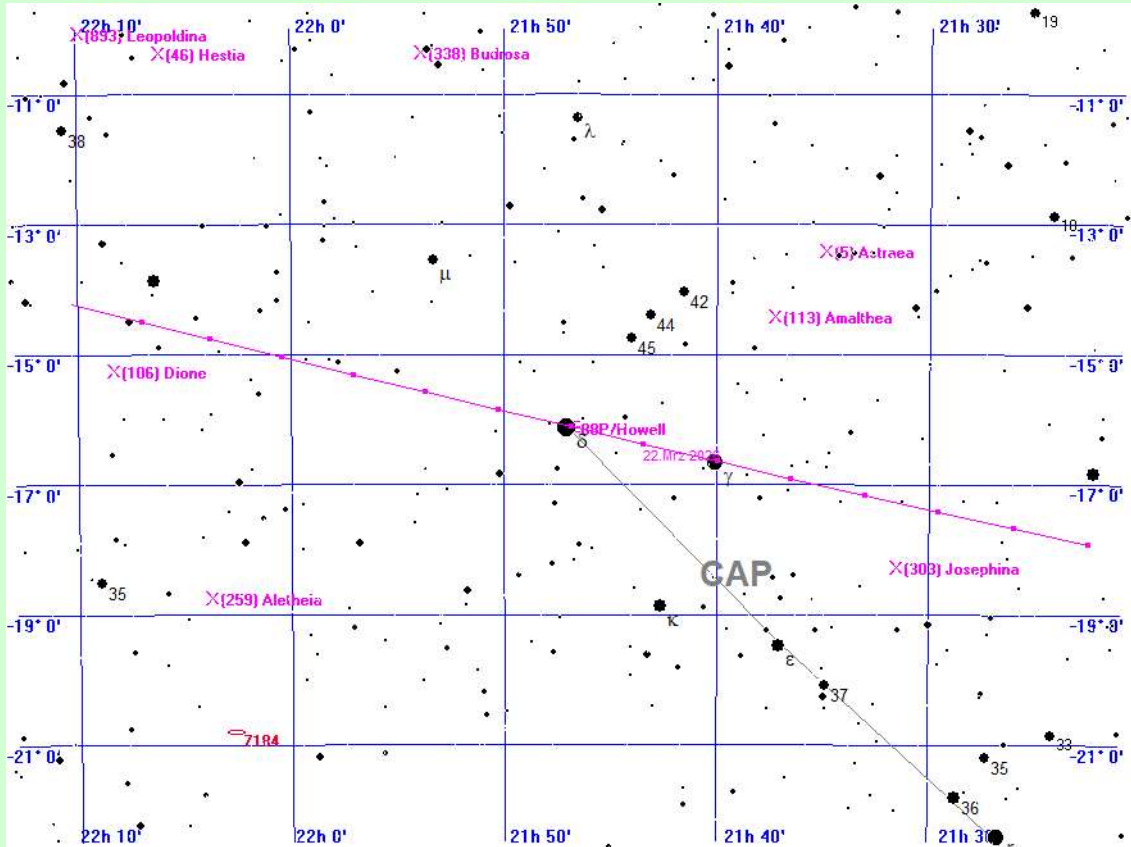 22h 10' 22h 0' 21h 50' 21h 40' 21h 30' 19
(893) Leopoldina
(46) Hestia (338) Budrosa
-11° 0' -11° 0'
λ
38
18
-13° 0' -13° 0'
(5) Astraea
μ
42
44 (113) Amalthea
45
-15° 0' -15° 0'
(106) Dione
88P/Howell
δ
γ
-17° 0' -17° 0'
CAP (303) Josephina
35 (259) Aletheia
κ
-19° 0' -19° 0'
ε
37
7184 33
-21° 0' 35 -21° 0'
36
22h 10' 22h 0' 21h 50' 21h 40' 21h 30'